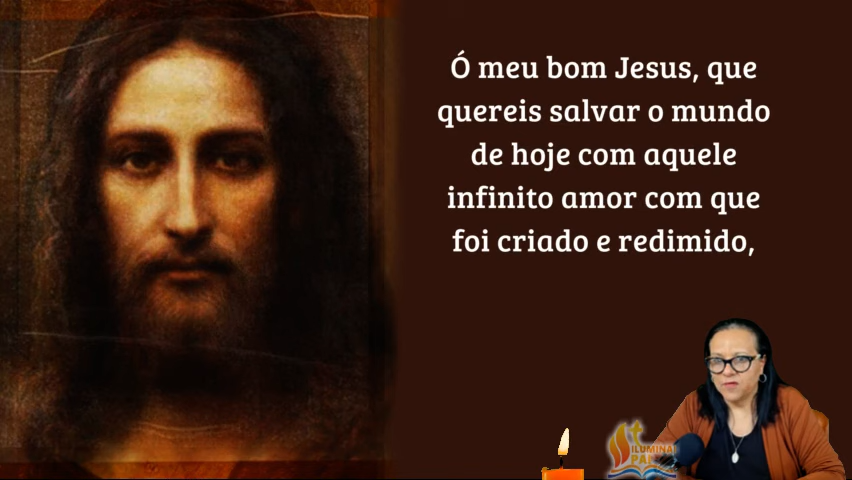 Ó meu bom Jesus, que
quereis salvar o mundo
de hoje com aquele
infinito amor com que
foi criado e redimido,
ILUMINA